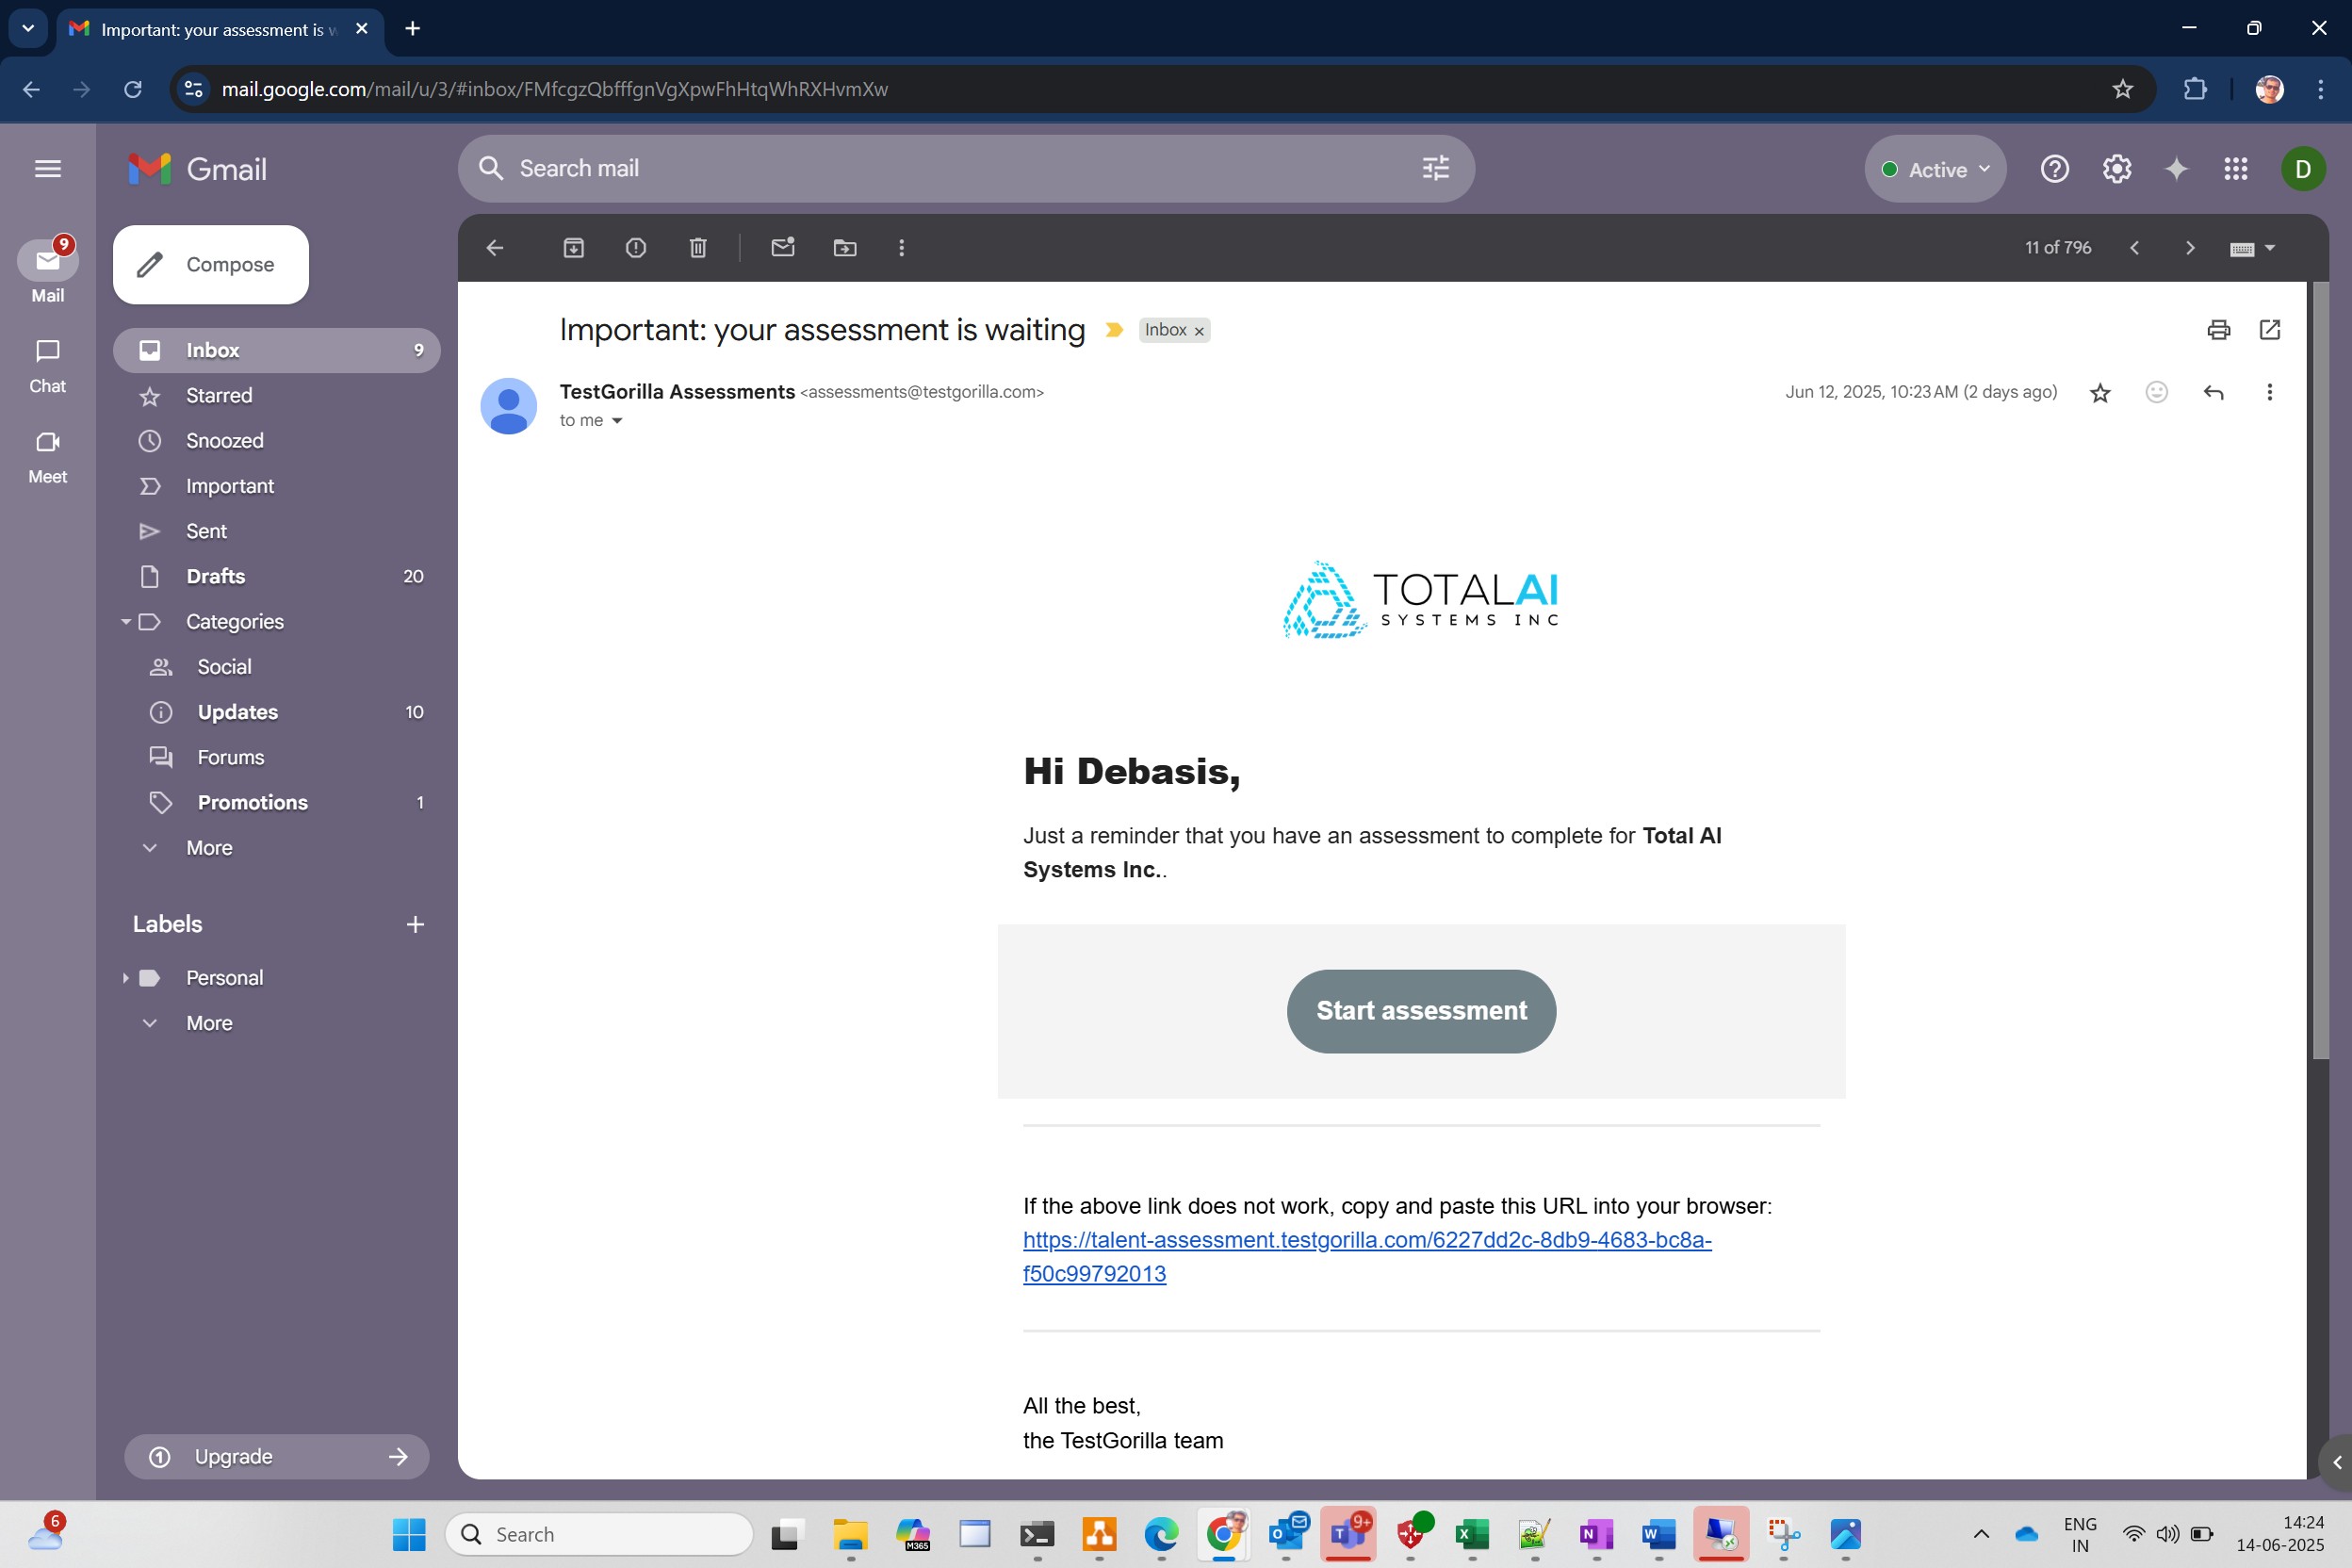 Important: your assessment is w
mail.google.com/mail/u/3/#inbox/FMfcgzQbfffgnVgXpwFhHtqWhRXHvmXw
Gmail
Search mail
Active
D
9
Mail
Chat
Meet
Compose
Inbox 9
Starred
Snoozed
Important
Sent
Drafts 20
Categories
Social
Updates 10
Forums
Promotions 1
More
Labels
Personal
More
Upgrade
11 of 796
Important: your assessment is waiting
Inbox
TestGorilla Assessments <assessments@testgorilla.com>
Jun 12, 2025, 10:23 AM (2 days ago)
to me
TOTALAI
SYSTEMS INC
Hi Debasis,
Just a reminder that you have an assessment to complete for Total AI
Systems Inc..
Start assessment
If the above link does not work, copy and paste this URL into your browser:
https://talent-assessment.testgorilla.com/6227dd2c-8db9-4683-bc8a-
f50c99792013
All the best,
the TestGorilla team
6
Search
M365
9+
ENG
IN
14:24
14-06-2025